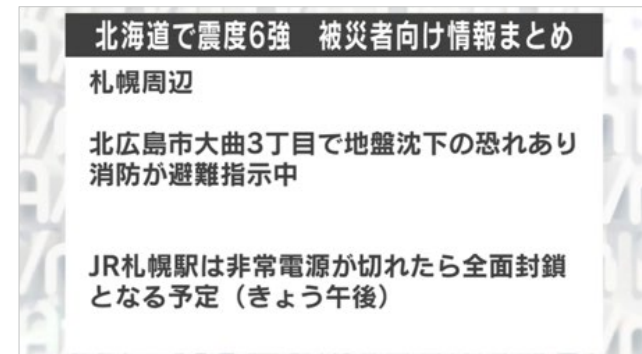 北海道で震度6強　被災者向け情報まとめ
札幌周辺
北広島市大曲3丁目で地盤沈下の恐れあり
消防が避難指示中
JR札幌駅は非常電源が切れたら全面封鎖
となる予定（きょう午後）